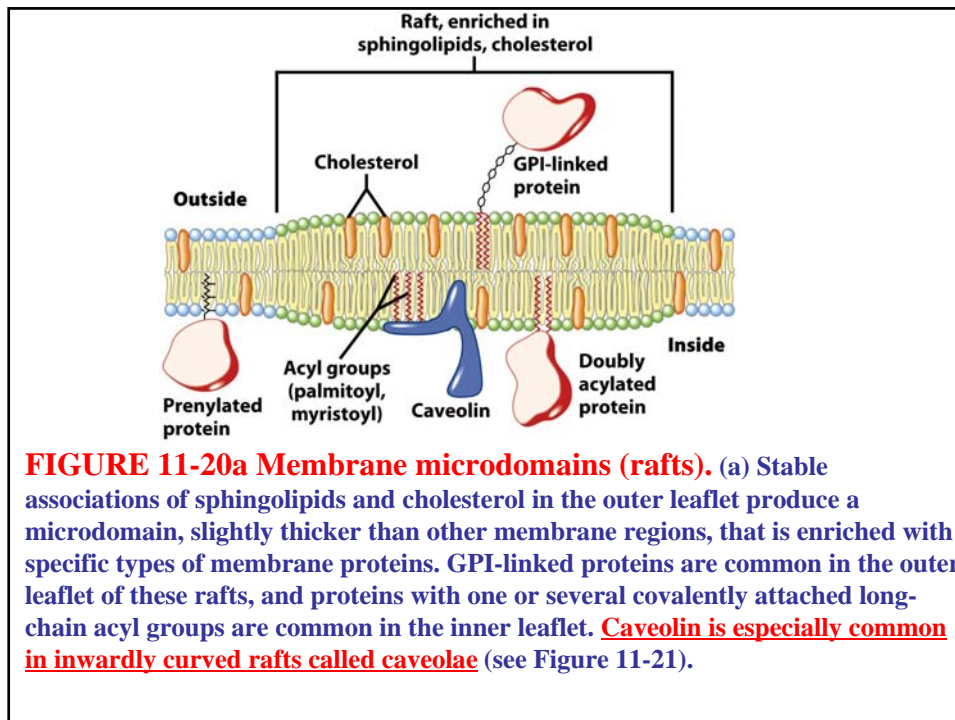 Raft, enriched in
sphingolipids, cholesterol
Cholesterol
GPI-linked
protein
Outside
Inside
Prenylated
protein
Acyl groups
(palmitoyl,
myristoyl)
Caveolin
Doubly
acylated
protein
FIGURE 11-20a Membrane microdomains (rafts). (a) Stable
associations of sphingolipids and cholesterol in the outer leaflet produce a
microdomain, slightly thicker than other membrane regions, that is enriched with
specific types of membrane proteins. GPI-linked proteins are common in the outer
leaflet of these rafts, and proteins with one or several covalently attached long-
chain acyl groups are common in the inner leaflet. Caveolin is especially common
in inwardly curved rafts called caveolae (see Figure 11-21).